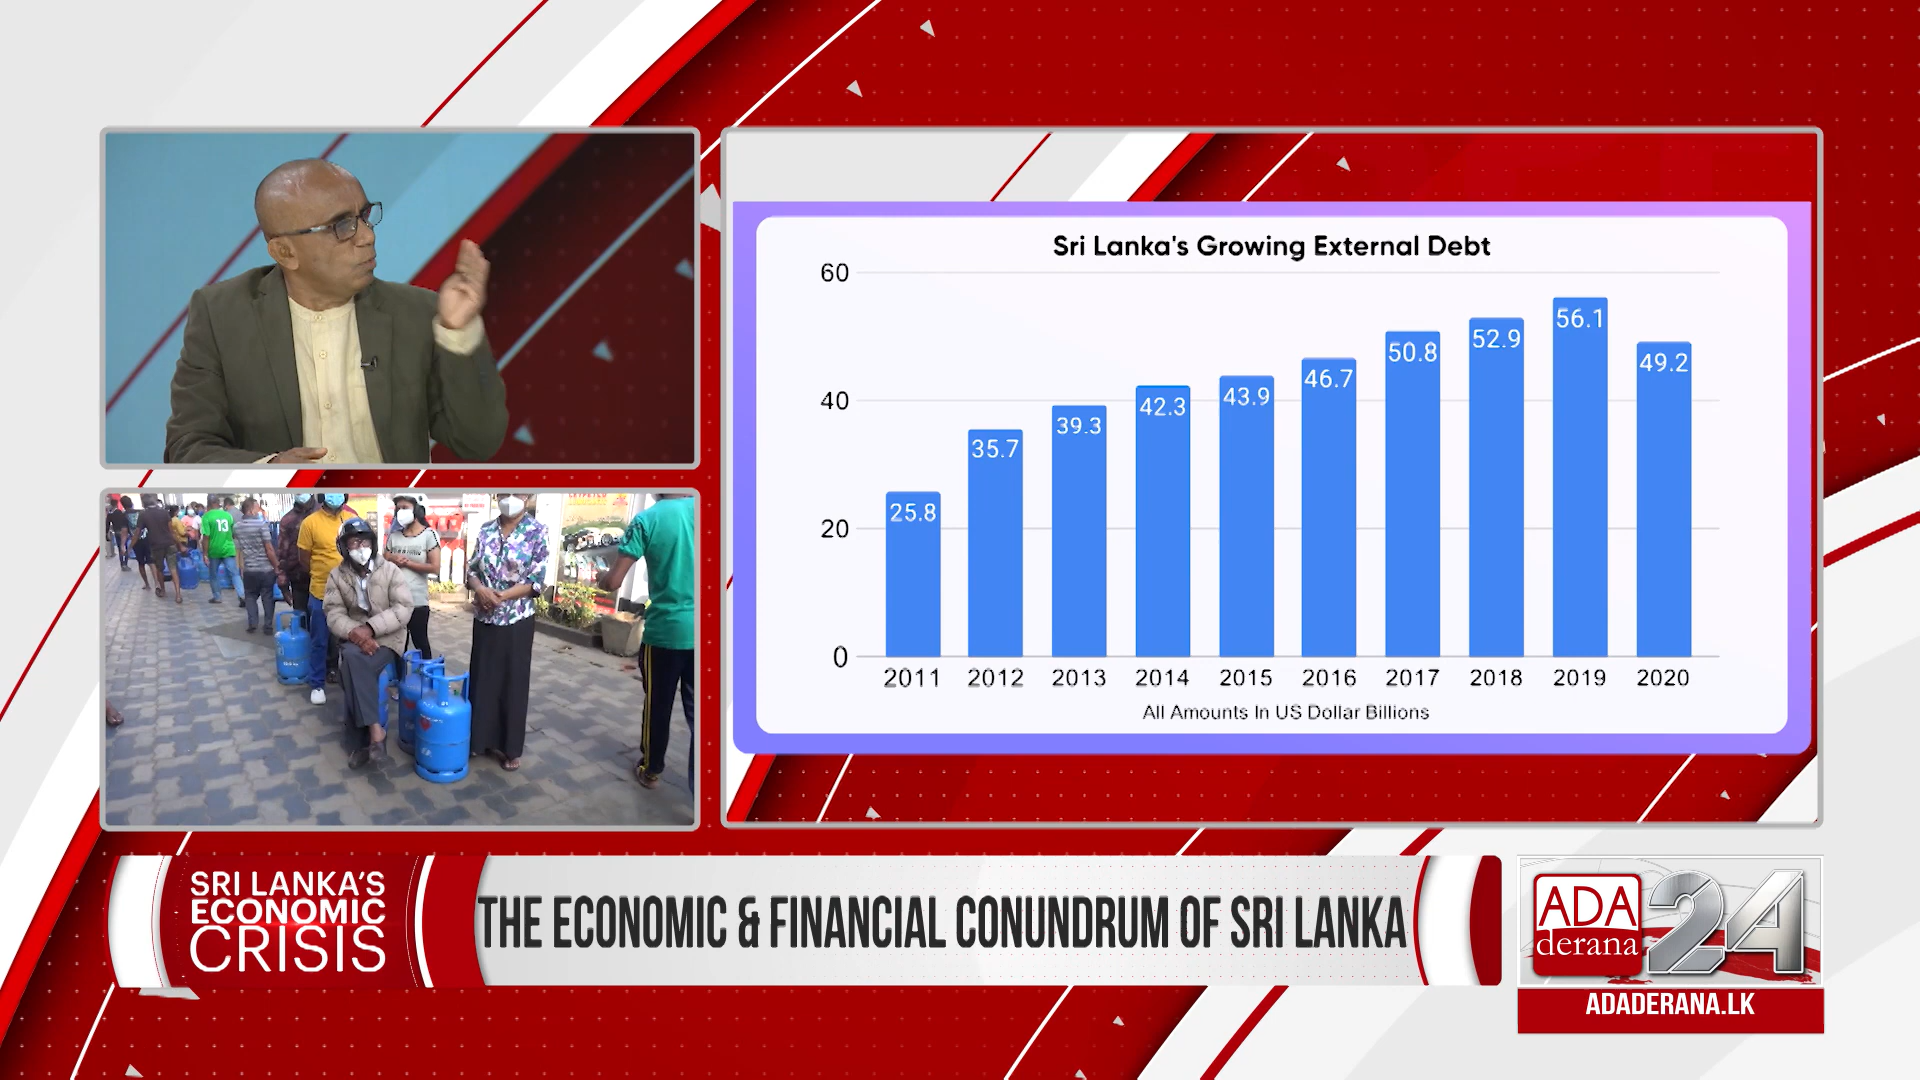 Sri Lanka's Growing External Debt
60
40
20
0
25.8
35.7
39.3
42.3
43.9
46.7
50.8
52.9
56.1
49.2
2011 2012 2013 2014 2015 2016 2017 2018 2019 2020
All Amounts In US Dollar Billions
13
SRI LANKA'S
ECONOMIC
CRISIS
THE ECONOMIC & FINANCIAL CONUNDRUM OF SRI LANKA
ADA
derana
24
ADADERANA.LK